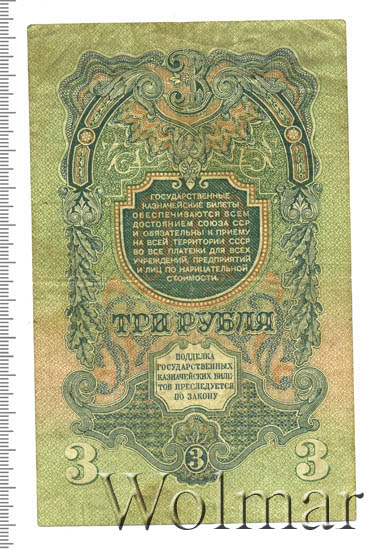 3
ГОСУДАРСТВЕННЫЕ
КАЗНАЧЕЙСКИЕ БИЛЕТЫ
ОБЕСПЕЧИВАЮТСЯ ВСЕМ
ДОСТОЯНИЕМ СОЮЗА ССР
И ОБЯЗАТЕЛЬНЫ К ПРИЕМУ
НА ВСЕЙ ТЕРРИТОРИИ СССР
ВО ВСЕ ПЛАТЕЖИ ДЛЯ ВСЕХ
УЧРЕЖДЕНИЙ, ПРЕДПРИЯТИЙ
И ЛИЦ ПО НАРИЦАТЕЛЬНОЙ
СТОИМОСТИ.
ТРИ РУБЛЯ
ПОДДЕЛКА
ГОСУДАРСТВЕННЫХ
КАЗНАЧЕЙСКИХ БИЛЕ-
ТОВ ПРЕСЛЕДУЕТСЯ
ПО ЗАКОНУ
3 3 3
Wolmar